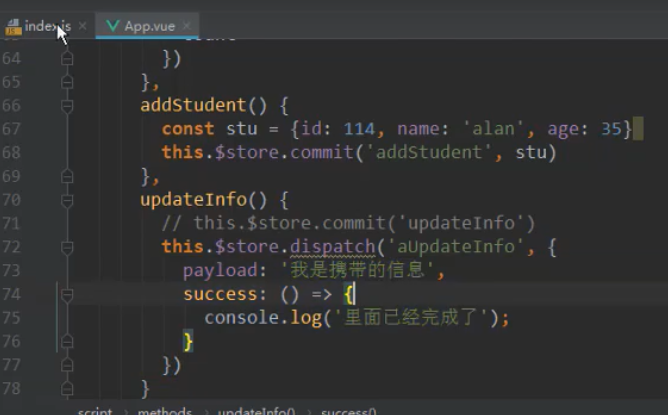 index.js × App.vue ×
64 })
65 },
66 addStudent() {
67 const stu = {id: 114, name: 'alan', age: 35}
68 this.$store.commit('addStudent', stu)
69 },
70 updateInfo() {
71 // this.$store.commit('updateInfo')
72 this.$store.dispatch('aUpdateInfo', {
73 payload: '我是携带的信息',
74 success: () => {
75 console.log('里面已经完成了');
76 }
77 })
78 }
script › methods › updateInfo() › success()